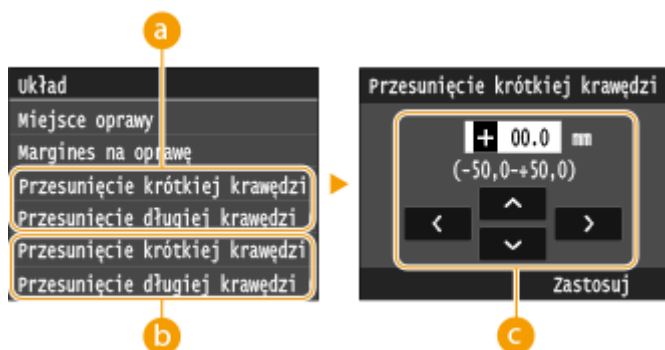 a
Układ
Miejsce oprawy
Margines na oprawę
Przesunięcie krótkiej krawędzi
Przesunięcie długiej krawędzi
Przesunięcie krótkiej krawędzi
Przesunięcie długiej krawędzi
b
Przesunięcie krótkiej krawędzi
+ 00.0 mm
(-50,0-+50,0)
Zastosuj
c